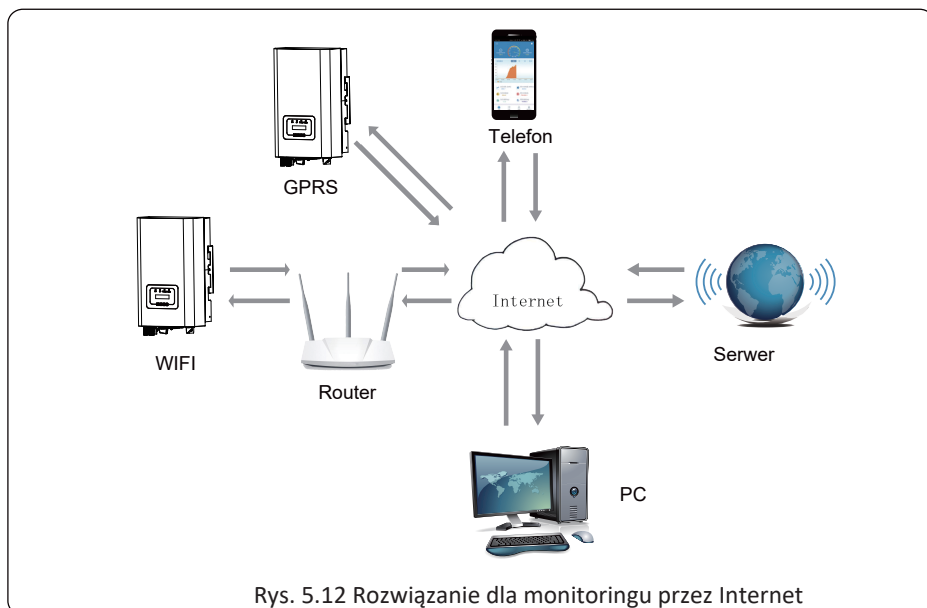 Telefon
GPRS
Internet
WIFI
Router
Serwer
PC
Rys. 5.12 Rozwiązanie dla monitoringu przez Internet